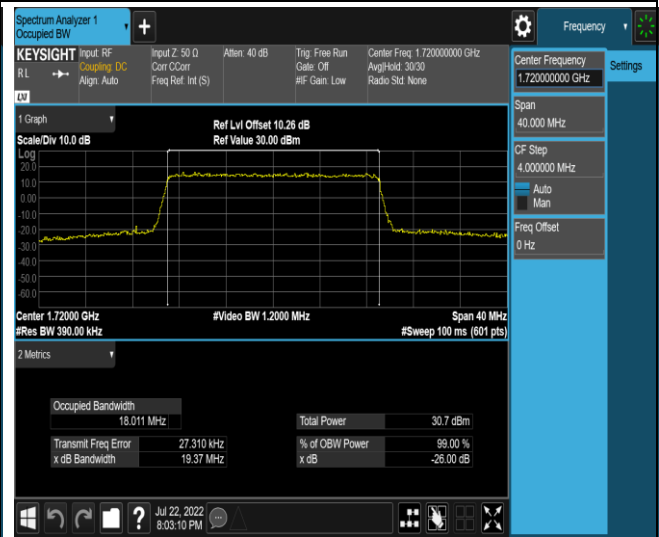 Spectrum Analyzer 1
Occupied BW
+
Frequency
KEYSIGHT
RL
LXI
Input: RF
Coupling: DC
Align: Auto
Input Z: 50 Ω
Corr CCorr
Freq Ref: Int (S)
Atten: 40 dB
Trig: Free Run
Gate: Off
#IF Gain: Low
Center Freq: 1.720000000 GHz
Avg|Hold: 30/30
Radio Std: None
Center Frequency
1.720000000 GHz
Settings
Span
40.000 MHz
CF Step
4.000000 MHz
Auto
Man
Freq Offset
0 Hz
1 Graph
Scale/Div 10.0 dB
Ref Lvl Offset 10.26 dB
Ref Value 30.00 dBm
Log
20.0
10.0
0.00
-10.0
-20.0
-30.0
-40.0
-50.0
-60.0
Center 1.72000 GHz
#Video BW 1.2000 MHz
Span 40 MHz
#Res BW 390.00 kHz
#Sweep 100 ms (601 pts)
2 Metrics
Occupied Bandwidth
18.011 MHz
Total Power 30.7 dBm
Transmit Freq Error 27.310 kHz
% of OBW Power 99.00 %
x dB Bandwidth 19.37 MHz
x dB -26.00 dB
?
Jul 22, 2022
8:03:10 PM